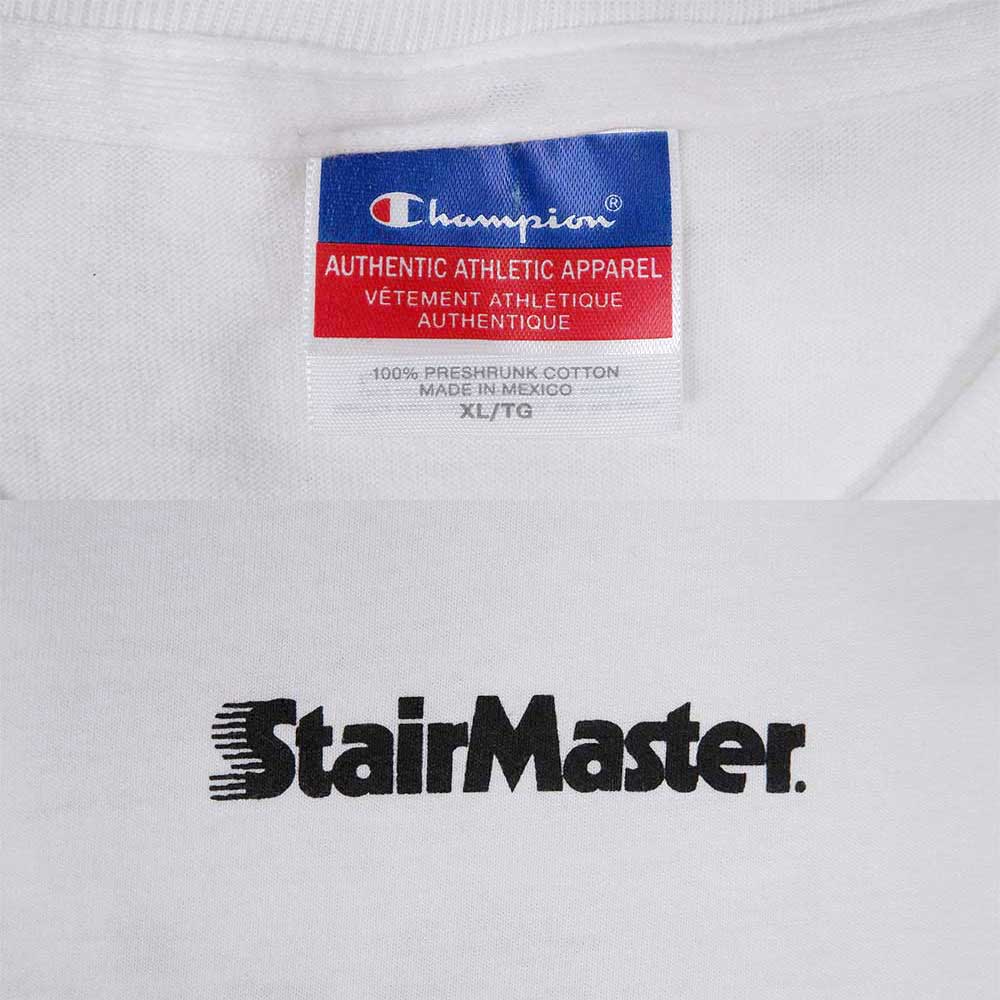 Champion®
AUTHENTIC ATHLETIC APPAREL
VÊTEMENT ATHLÉTIQUE
AUTHENTIQUE
100% PRESHRUNK COTTON
MADE IN MEXICO
XL/TG
StairMaster.